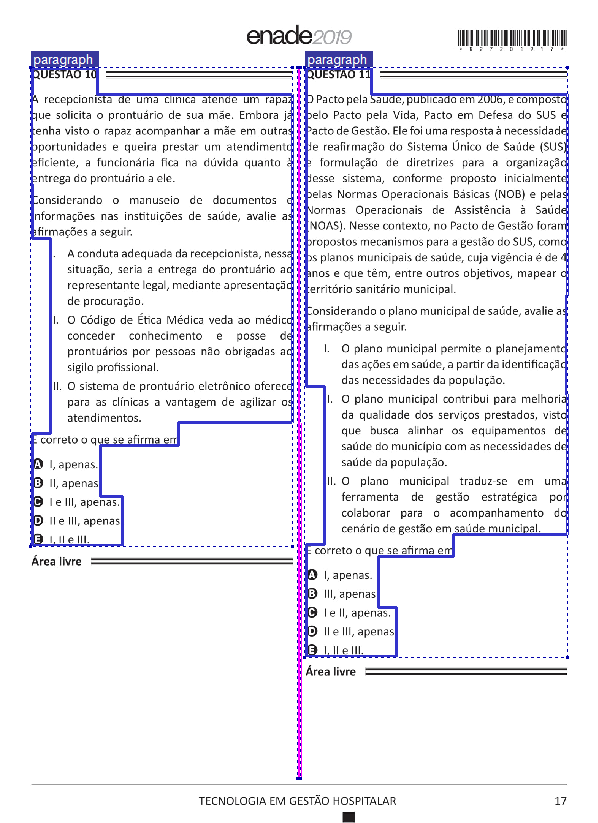 enade2019
paragraph
QUESTÃO 10
A recepcionista de uma clínica atende um rapaz
que solicita o prontuário de sua mãe. Embora já
tenha visto o rapaz acompanhar a mãe em outras
oportunidades e queira prestar um atendimento
eficiente, a funcionária fica na dúvida quanto à
entrega do prontuário a ele.
Considerando o manuseio de documentos e
informações nas instituições de saúde, avalie as
afirmações a seguir.
I. A conduta adequada da recepcionista, nessa
situação, seria a entrega do prontuário ao
representante legal, mediante apresentação
de procuração.
II. O Código de Ética Médica veda ao médico
conceder conhecimento e posse de
prontuários por pessoas não obrigadas ao
sigilo profissional.
III. O sistema de prontuário eletrônico oferece
para as clínicas a vantagem de agilizar os
atendimentos.
É correto o que se afirma em
A I, apenas.
B II, apenas.
C I e III, apenas.
D II e III, apenas.
E I, II e III.
Área livre
paragraph
QUESTÃO 11
O Pacto pela Saúde, publicado em 2006, é composto
pelo Pacto pela Vida, Pacto em Defesa do SUS e
Pacto de Gestão. Ele foi uma resposta à necessidade
de reafirmação do Sistema Único de Saúde (SUS)
e formulação de diretrizes para a organização
desse sistema, conforme proposto inicialmente
pelas Normas Operacionais Básicas (NOB) e pelas
Normas Operacionais de Assistência à Saúde
(NOAS). Nesse contexto, no Pacto de Gestão foram
propostos mecanismos para a gestão do SUS, como
os planos municipais de saúde, cuja vigência é de 4
anos e que têm, entre outros objetivos, mapear o
território sanitário municipal.
Considerando o plano municipal de saúde, avalie as
afirmações a seguir.
I. O plano municipal permite o planejamento
das ações em saúde, a partir da identificação
das necessidades da população.
II. O plano municipal contribui para melhoria
da qualidade dos serviços prestados, visto
que busca alinhar os equipamentos de
saúde do município com as necessidades de
saúde da população.
III. O plano municipal traduz-se em uma
ferramenta de gestão estratégica por
colaborar para o acompanhamento do
cenário de gestão em saúde municipal.
É correto o que se afirma em
A I, apenas.
B III, apenas.
C I e II, apenas.
D II e III, apenas.
E I, II e III.
Área livre
TECNOLOGIA EM GESTÃO HOSPITALAR
17